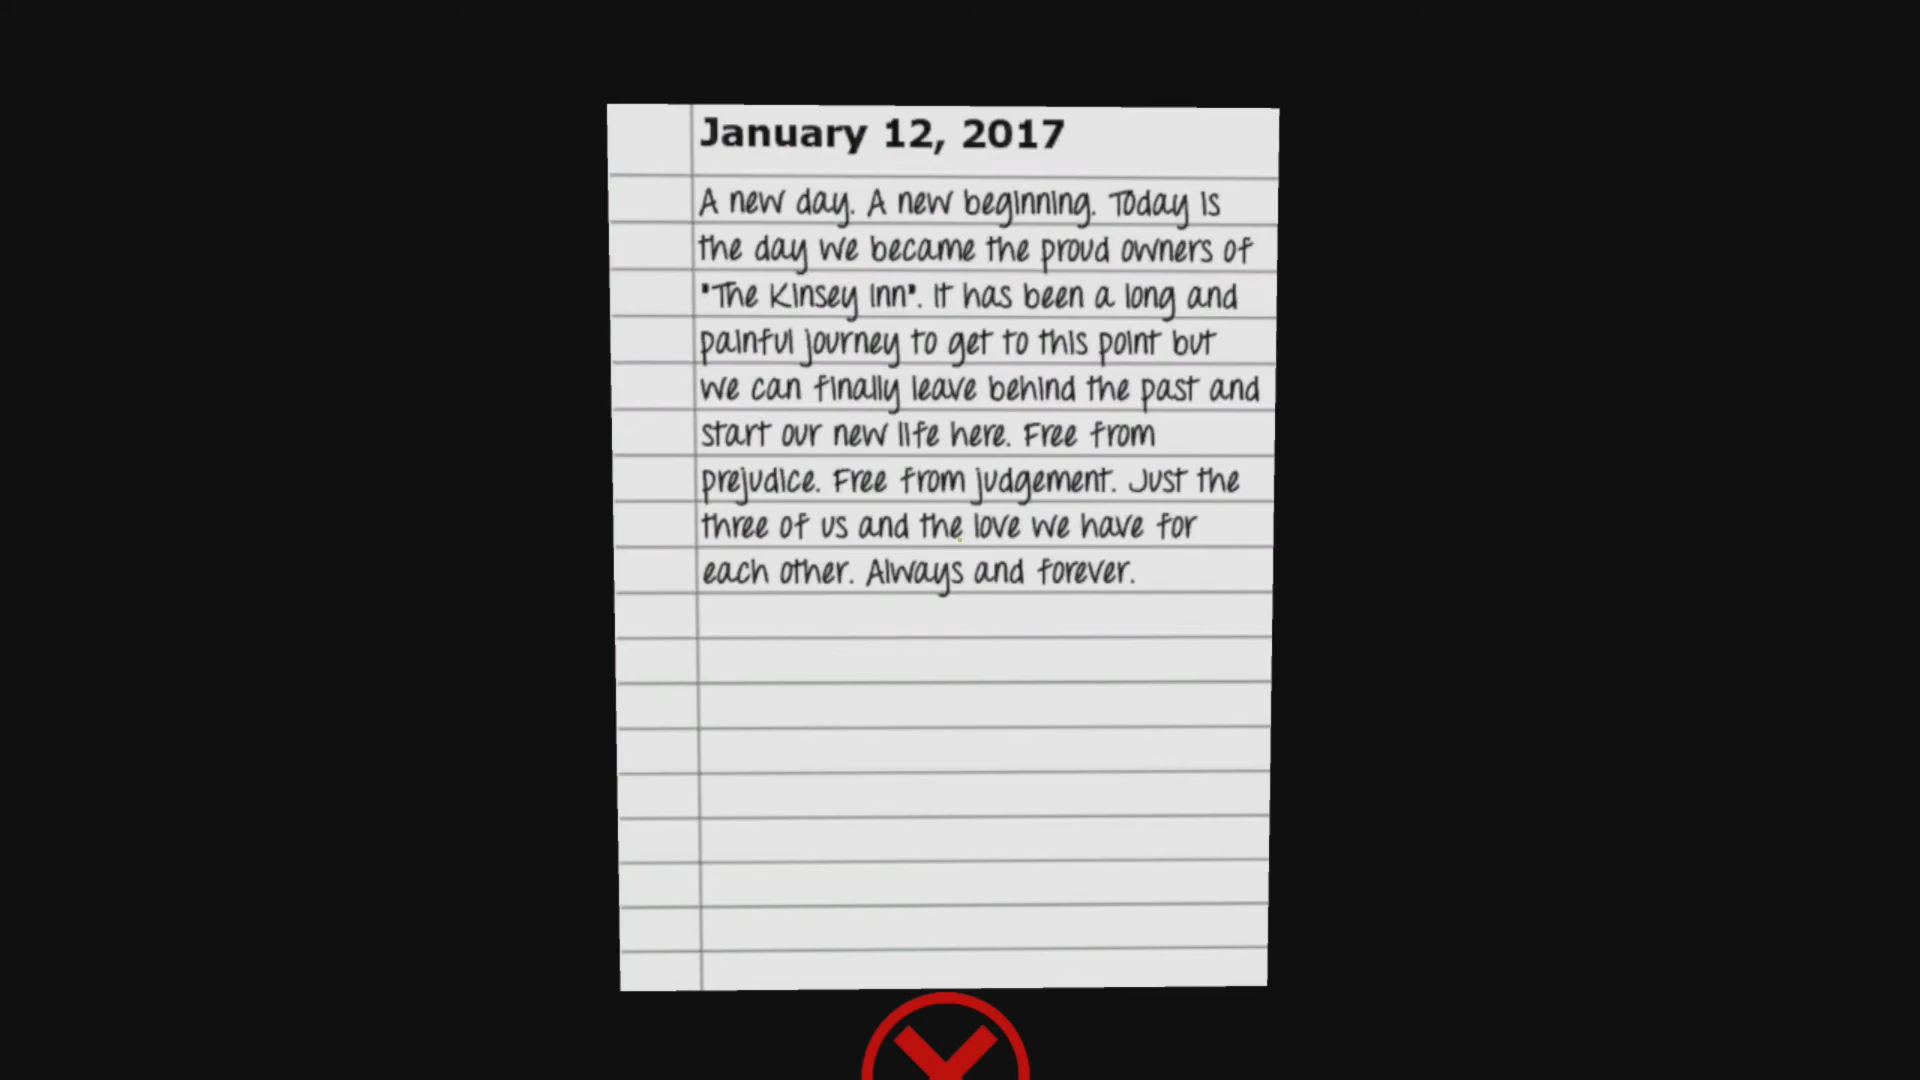 January 12, 2017
A new day. A new beginning. Today is
the day we became the proud owners of
"The Kinsey Inn". It has been a long and
painful journey to get to this point but
we can finally leave behind the past and
start our new life here. Free from
prejudice. Free from judgement. Just the
three of us and the love we have for
each other. Always and forever.